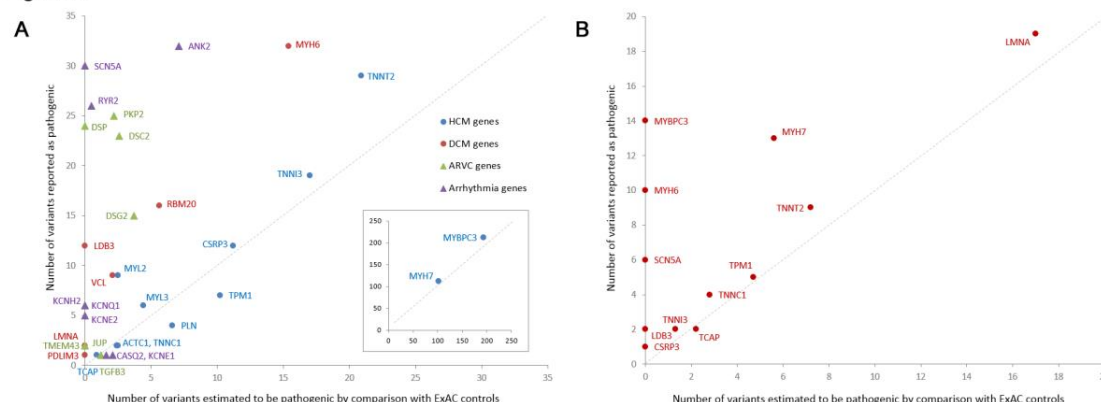 A
Number of variants reported as pathogenic
35
30
25
20
15
10
5
0
0 5 10 15 20 25 30 35
Number of variants estimated to be pathogenic by comparison with ExAC controls
ANK2
MYH6
SCN5A
TNNT2
RYR2
PKP2
DSP
DSC2
TNNI3
RBM20
DSG2
LDB3
CSRP3
MYL2
VCL
KCNH2
KCNQ1
MYL3
TPM1
KCNE2
PLN
LMNA
TMEM43
JUP
ACTC1, TNNC1
PDLIM3
CASQ2, KCNE1
TCAP
TGFB3
HCM genes
DCM genes
ARVC genes
Arrhythmia genes
250
200
150
100
50
0
0 50 100 150 200 250
MYBPC3
MYH7
B
Number of variants reported as pathogenic
20
18
16
14
12
10
8
6
4
2
0
0 2 4 6 8 10 12 14 16 18
Number of variants estimated to be pathogenic by comparison with ExAC controls
LMNA
MYBPC3
MYH7
MYH6
TNNT2
SCN5A
TPM1
TNNC1
TNNI3
LDB3
TCAP
CSRP3